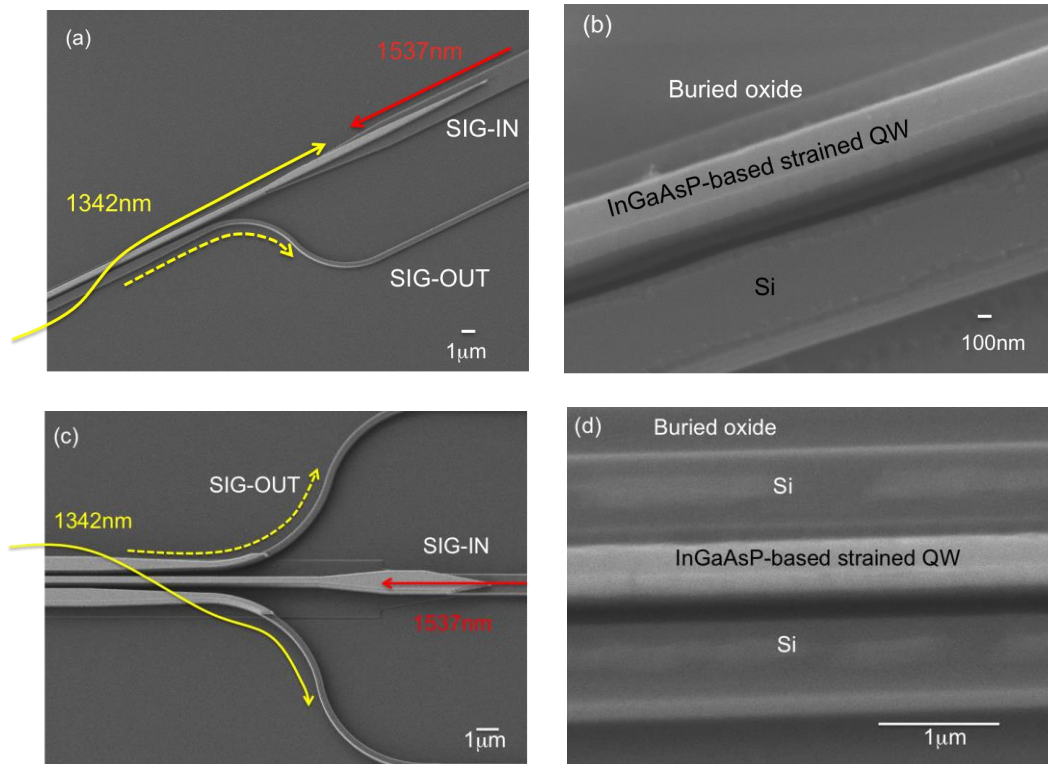 (a)
1537nm
SIG-IN
1342nm
SIG-OUT
1μm
(b)
Buried oxide
InGaAsP-based strained QW
Si
100nm
(c)
SIG-OUT
1342nm
SIG-IN
1537nm
1μm
(d)
Buried oxide
Si
InGaAsP-based strained QW
Si
1μm